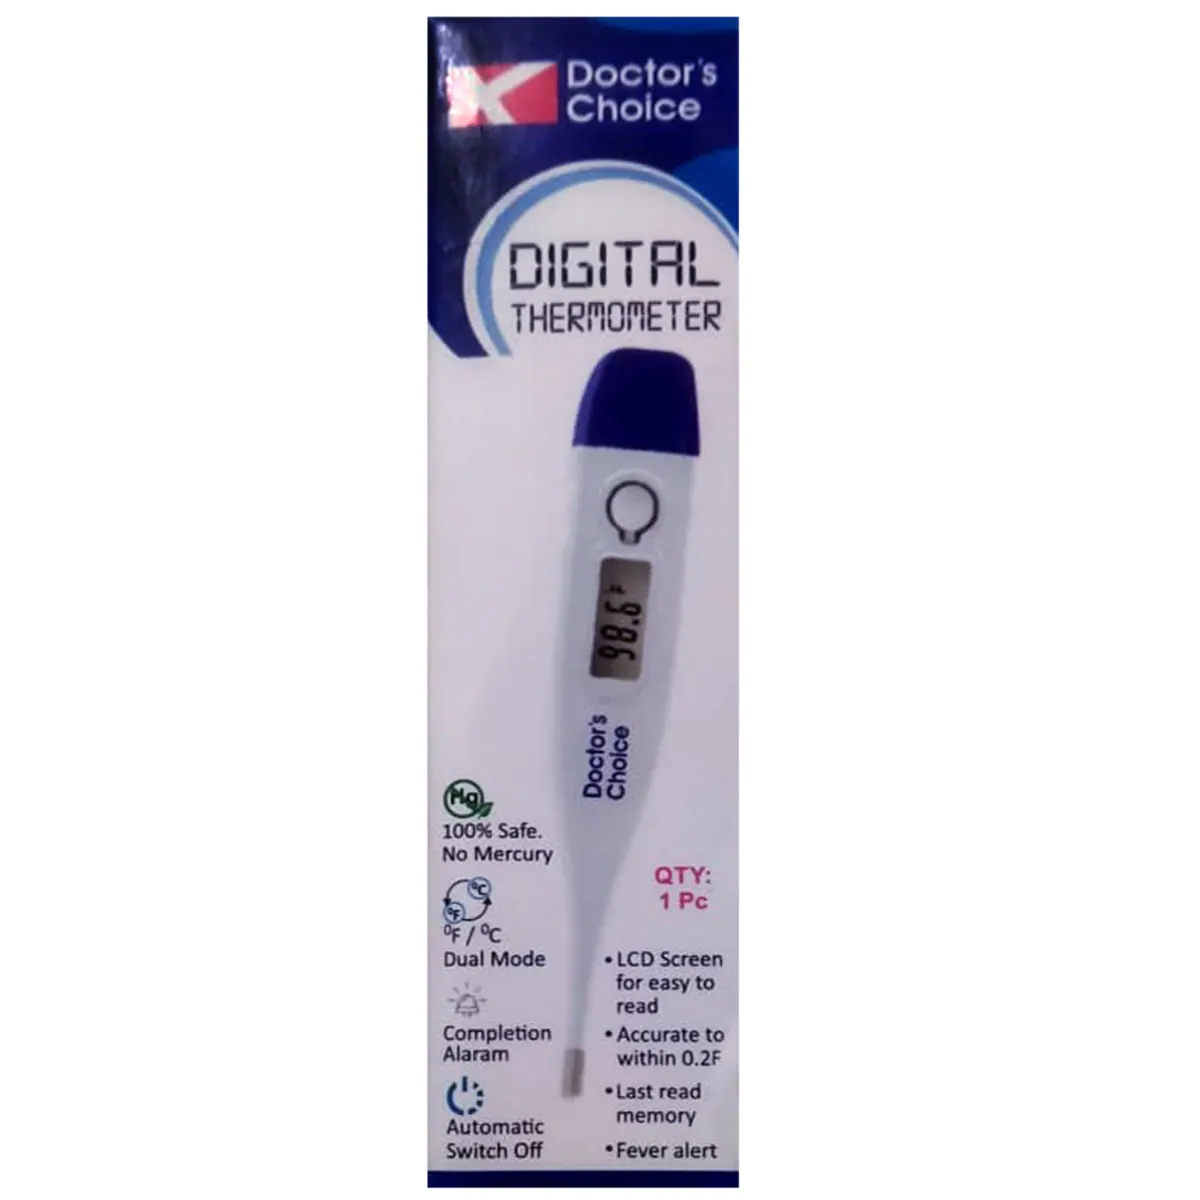 Doctor's
Choice
DIGITAL
THERMOMETER
98.6°F
Doctor's
Choice
Hg
100% Safe.
No Mercury
°C
°F
⁰F / ⁰C
Dual Mode
Completion
Alaram
Automatic
Switch Off
QTY:
1 Pc
• LCD Screen
for easy to
read
• Accurate to
within 0.2F
• Last read
memory
• Fever alert